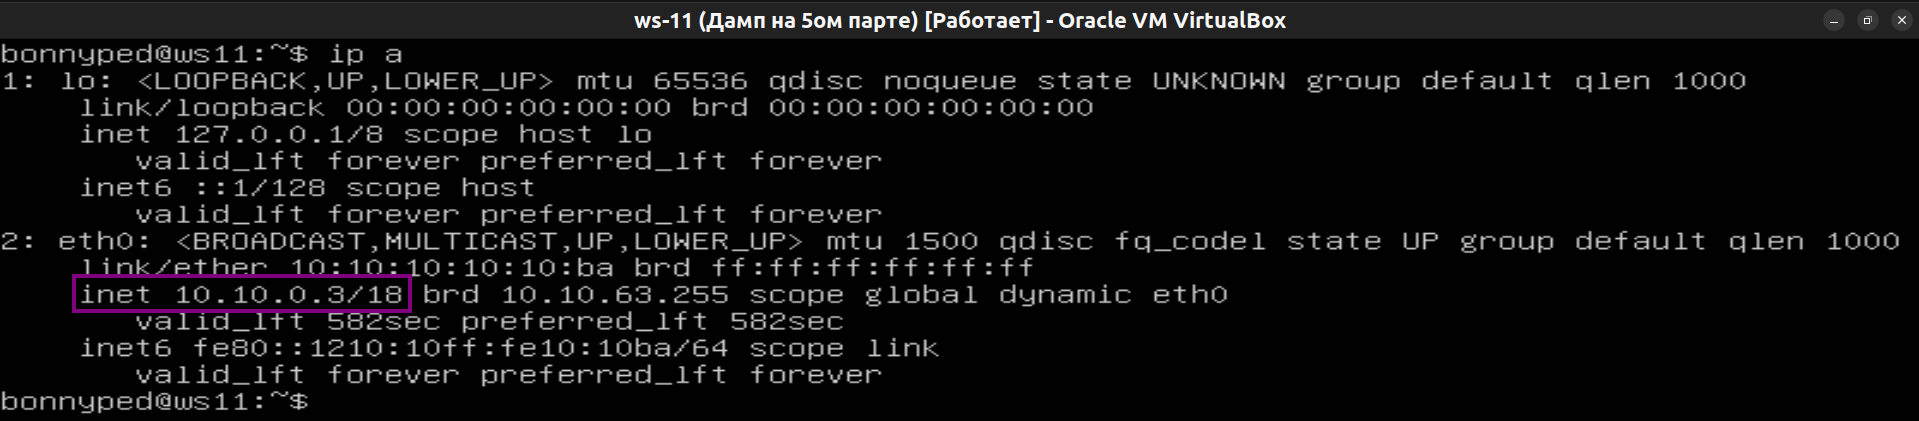 ws-11 (Дамп на 5ом парте) [Работает] - Oracle VM VirtualBox
bonnyped@ws11:~$ ip a
1: lo: <LOOPBACK,UP,LOWER_UP> mtu 65536 qdisc noqueue state UNKNOWN group default qlen 1000
    link/loopback 00:00:00:00:00:00 brd 00:00:00:00:00:00
    inet 127.0.0.1/8 scope host lo
       valid_lft forever preferred_lft forever
    inet6 ::1/128 scope host
       valid_lft forever preferred_lft forever
2: eth0: <BROADCAST,MULTICAST,UP,LOWER_UP> mtu 1500 qdisc fq_codel state UP group default qlen 1000
    link/ether 10:10:10:10:10:ba brd ff:ff:ff:ff:ff:ff
    inet 10.10.0.3/18 brd 10.10.63.255 scope global dynamic eth0
       valid_lft 582sec preferred_lft 582sec
    inet6 fe80::1210:10ff:fe10:10ba/64 scope link
       valid_lft forever preferred_lft forever
bonnyped@ws11:~$